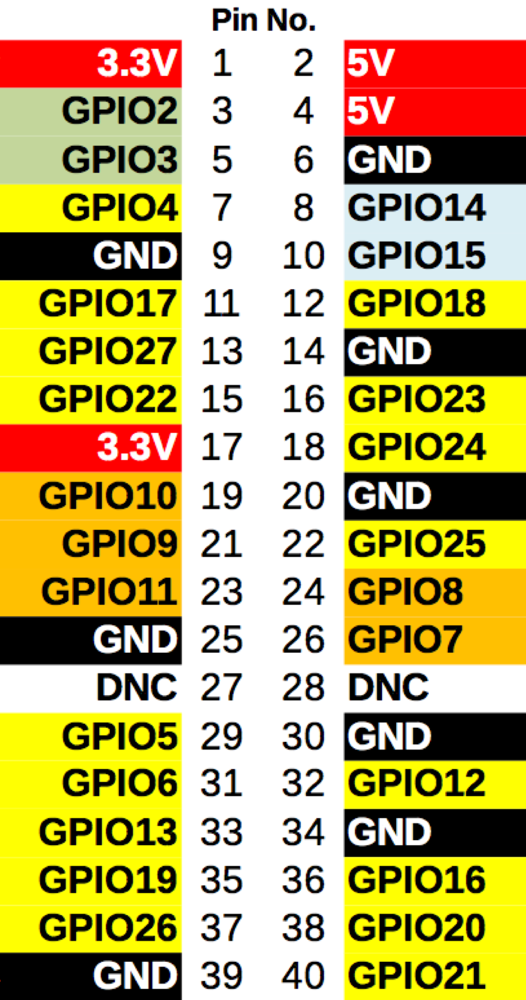 Pin No.
3.3V 1 2 5V
GPIO2 3 4 5V
GPIO3 5 6 GND
GPIO4 7 8 GPIO14
GND 9 10 GPIO15
GPIO17 11 12 GPIO18
GPIO27 13 14 GND
GPIO22 15 16 GPIO23
3.3V 17 18 GPIO24
GPIO10 19 20 GND
GPIO9 21 22 GPIO25
GPIO11 23 24 GPIO8
GND 25 26 GPIO7
DNC 27 28 DNC
GPIO5 29 30 GND
GPIO6 31 32 GPIO12
GPIO13 33 34 GND
GPIO19 35 36 GPIO16
GPIO26 37 38 GPIO20
GND 39 40 GPIO21